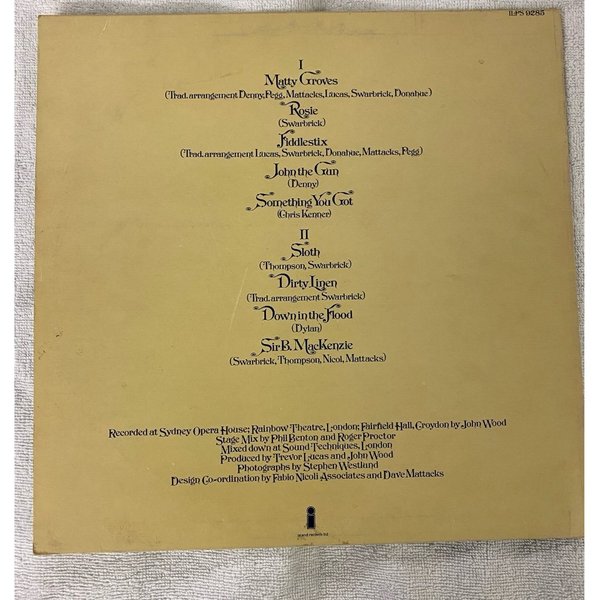 ILPS 9285
I
Matty Groves
(Trad. arrangement Denny, Pegg, Mattacks, Lucas, Swarbrick, Donahue)
Rosie
(Swarbrick)
Fiddlestix
(Trad. arrangement Lucas, Swarbrick, Donahue, Mattacks, Pegg)
John the Gun
(Denny)
Something You Got
(Chris Kenner)
II
Sloth
(Thompson, Swarbrick)
Dirty Linen
(Trad. arrangement Swarbrick)
Down in the Flood
(Dylan)
Sir B. MacKenzie
(Swarbrick, Thompson, Nicol, Mattacks)
Recorded at Sydney Opera House; Rainbow Theatre, London; Fairfield Hall, Croydon by John Wood
Stage Mix by Phil Benton and Roger Proctor
Mixed down at Sound Techniques, London
Produced by Trevor Lucas and John Wood
Photographs by Stephen Westlund
Design Co-ordination by Fabio Nicoli Associates and Dave Mattacks
i
island records ltd